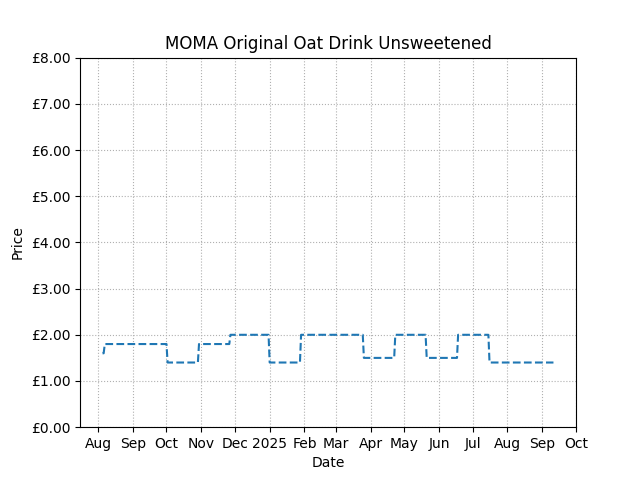 MOMA Original Oat Drink Unsweetened
£8.00
£7.00
£6.00
£5.00
£4.00
£3.00
£2.00
£1.00
£0.00
Price
Aug Sep Oct Nov Dec 2025 Feb Mar Apr May Jun Jul Aug Sep Oct
Date